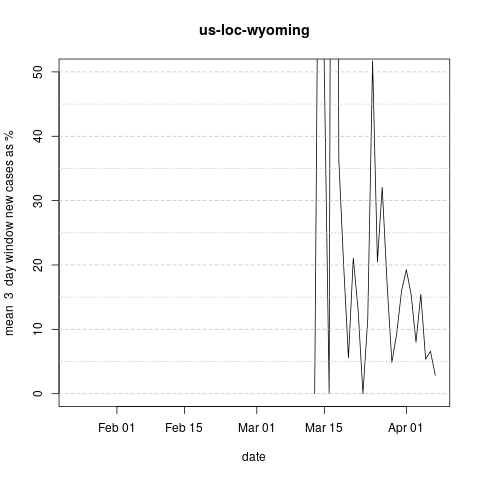 us-loc-wyoming
mean  3  day window new cases as %
50
40
30
20
10
0
Feb 01
Feb 15
Mar 01
Mar 15
Apr 01
date